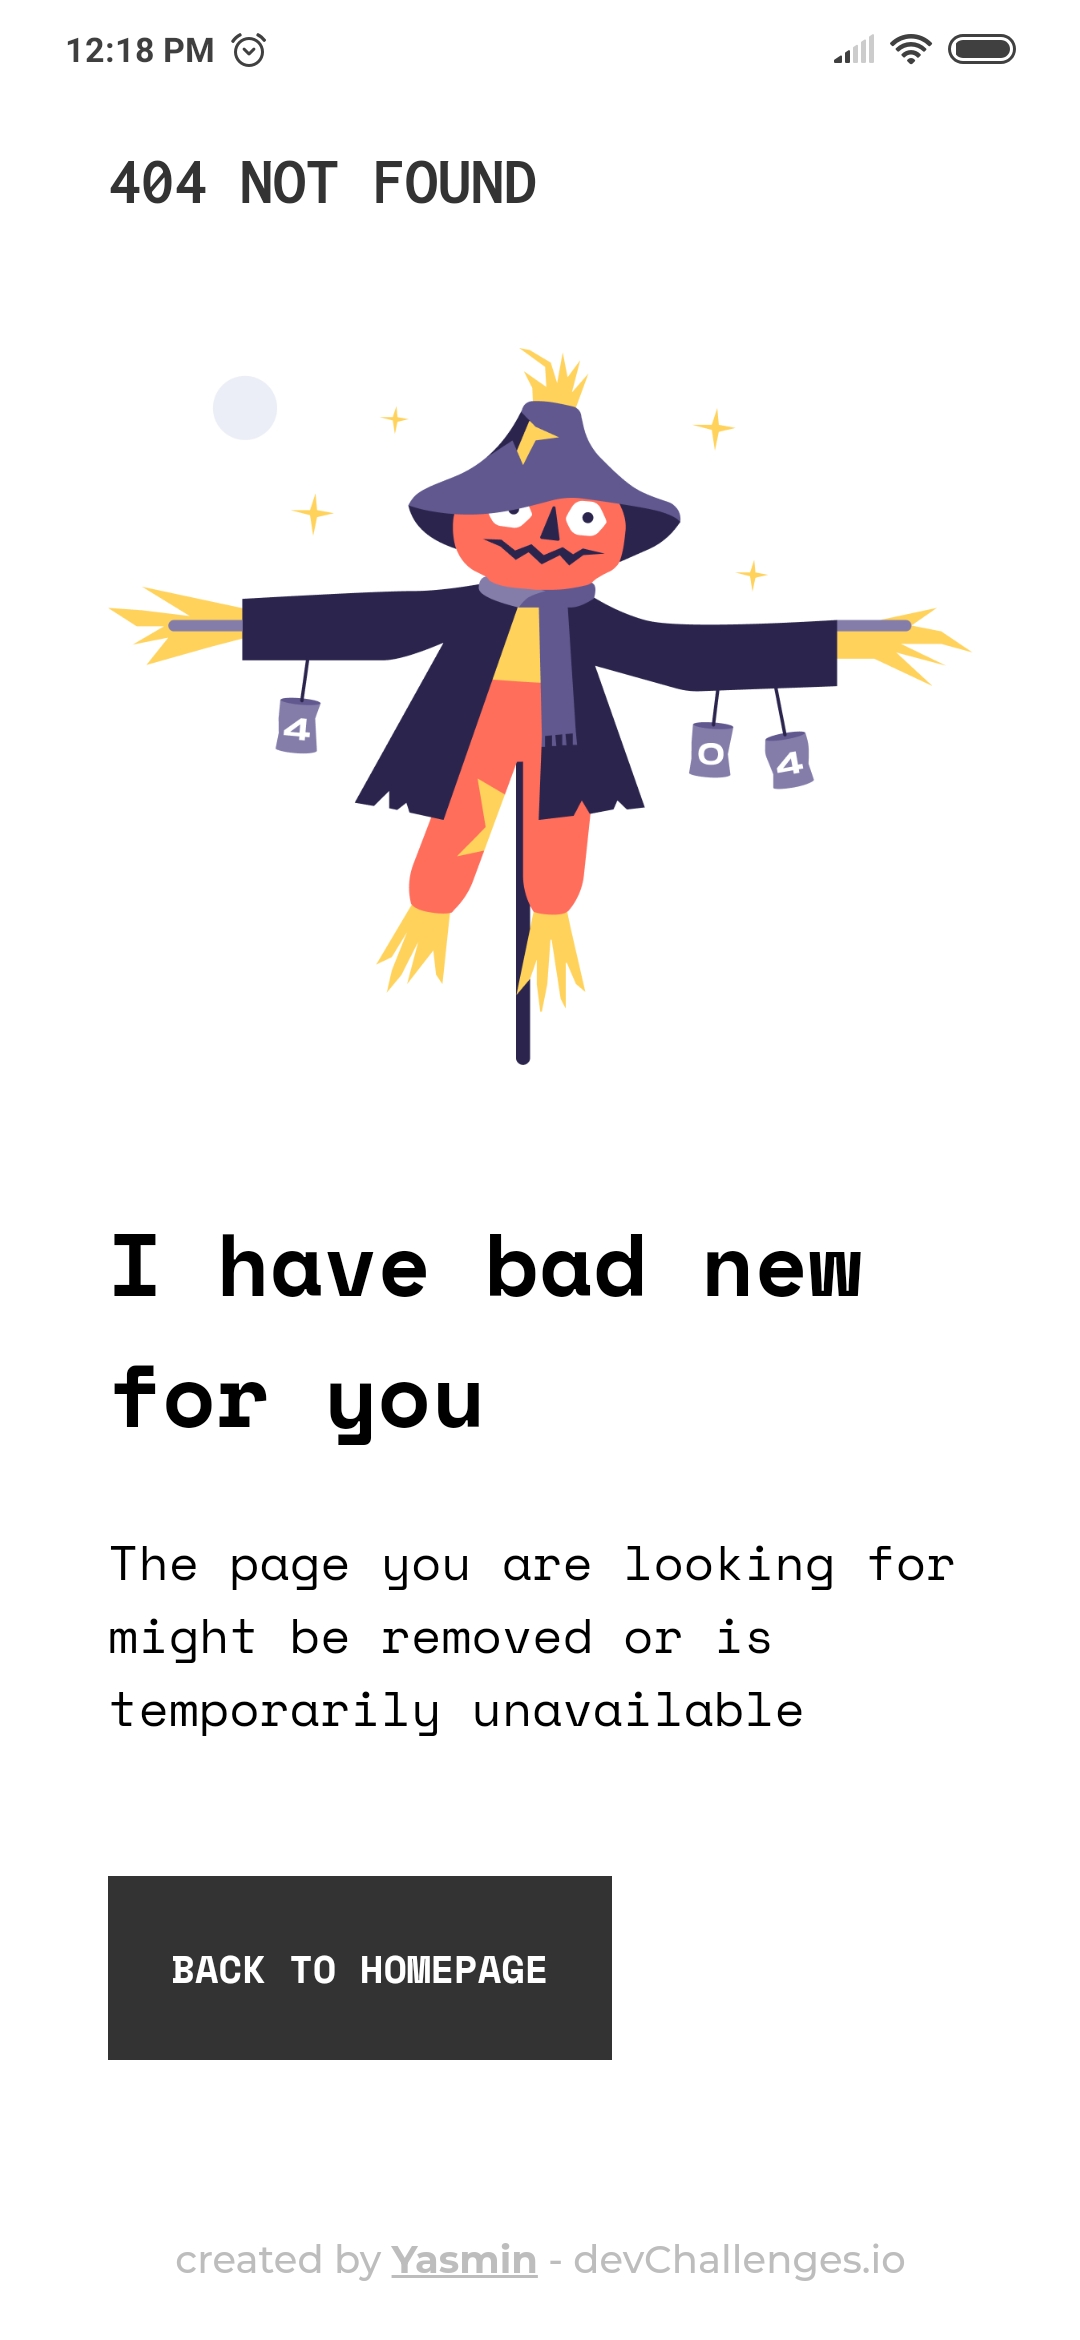 12:18 PM
404 NOT FOUND
4
0
4
I have bad new
for you
The page you are looking for
might be removed or is
temporarily unavailable
BACK TO HOMEPAGE
created by Yasmin - devChallenges.io